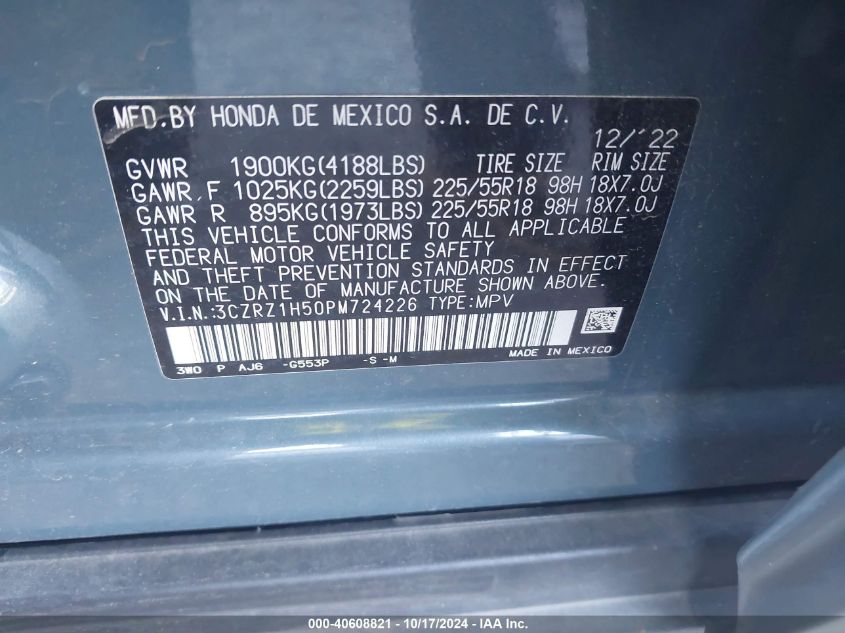 MFD.BY HONDA DE MEXICO S.A. DE C.V.
12/'22
GVWR 1900KG(4188LBS) TIRE SIZE RIM SIZE
GAWR F 1025KG(2259LBS) 225/55R18 98H 18X7.0J
GAWR R 895KG(1973LBS) 225/55R18 98H 18X7.0J
THIS VEHICLE CONFORMS TO ALL APPLICABLE
FEDERAL MOTOR VEHICLE SAFETY
AND THEFT PREVENTION STANDARDS IN EFFECT
ON THE DATE OF MANUFACTURE SHOWN ABOVE.
V.I.N.:3CZRZ1H50PM724226 TYPE:MPV
3W0 P AJ6 -G553P -S -M MADE IN MEXICO
000-40608821 - 10/17/2024 - IAAI Inc.